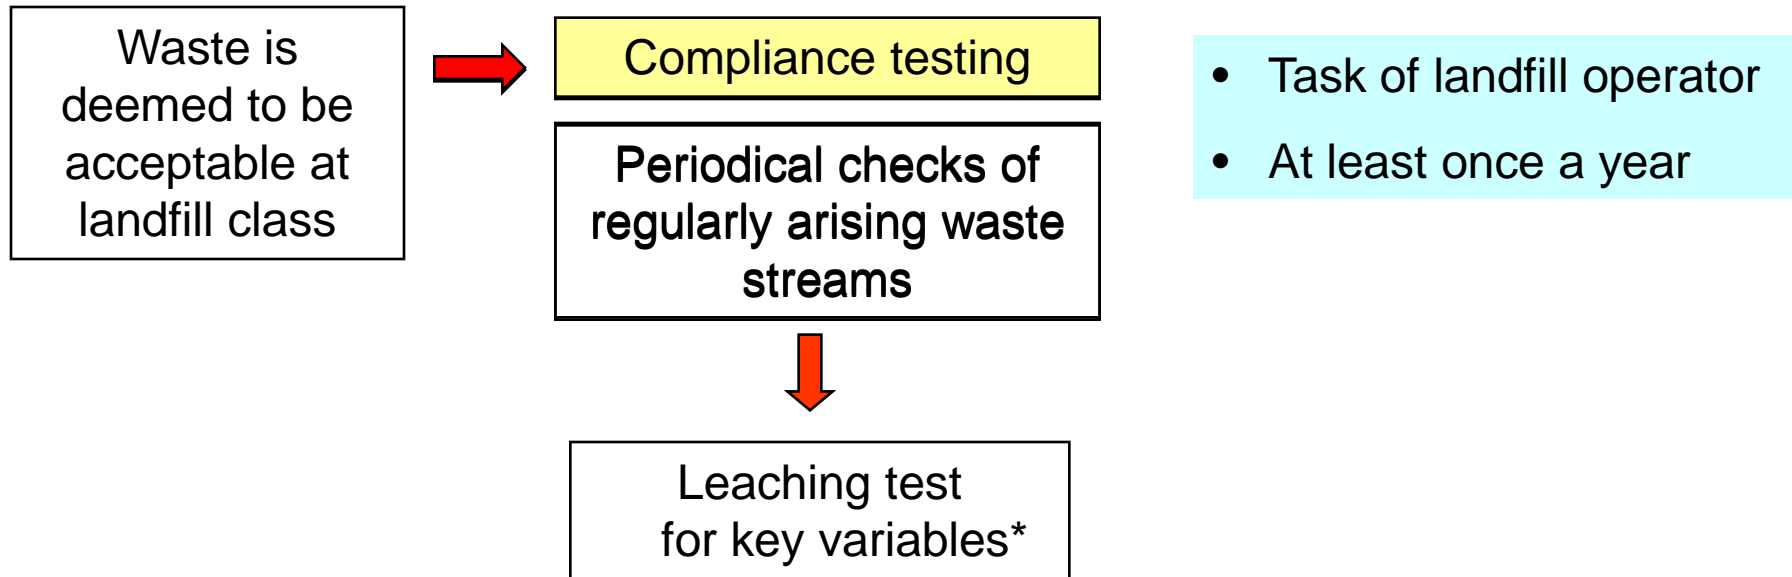 Waste is
deemed to be
acceptable at
landfill class
Compliance testing
Periodical checks of
regularly arising waste
streams
Leaching test
for key variables*
• Task of landfill operator
• At least once a year